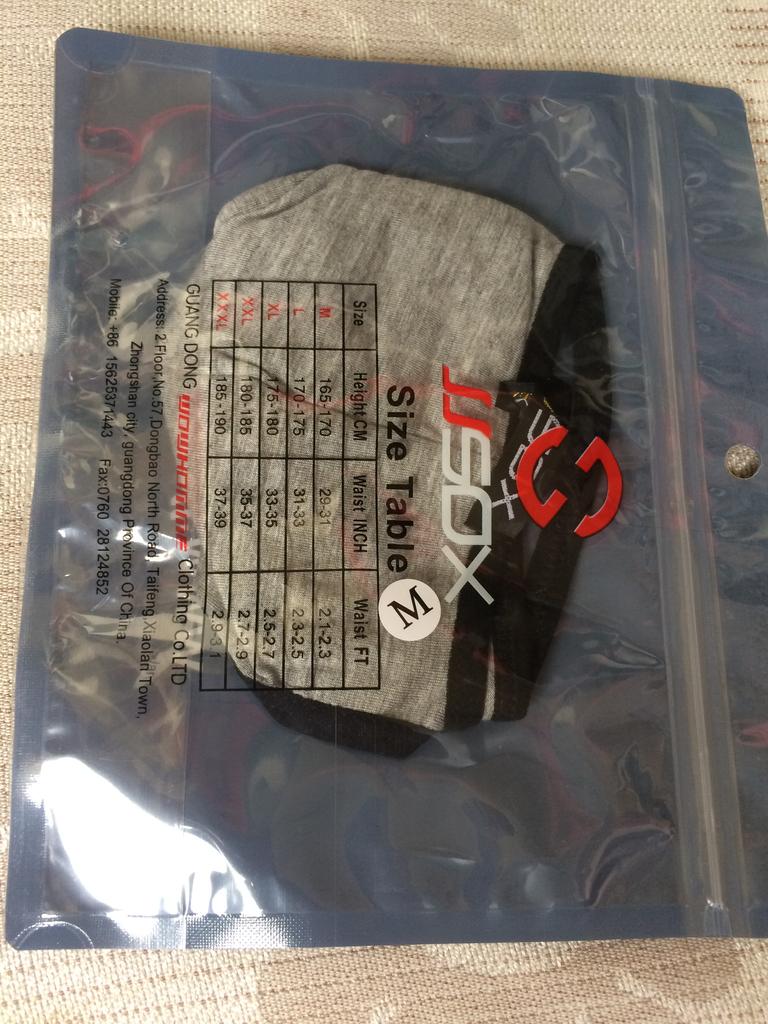 JJSOX
Size Table
M
Size Height CM Waist INCH Waist FT
M 165-170 29-31 2.1-2.3
L 170-175 31-33 2.3-2.5
XL 175-180 33-35 2.5-2.7
XXL 180-185 35-37 2.7-2.9
XXXL 185-190 37-39 2.9-3.1
GUANG DONG WOWHOMME Clothing Co.LTD
Address: 2 Floor,No.57,Dongbao North Road, Taifeng,Xiaolan Town,
Zhongshan city, guangdong Province Of China.
Mobile: +86 15625371443 Fax:0760 28124852